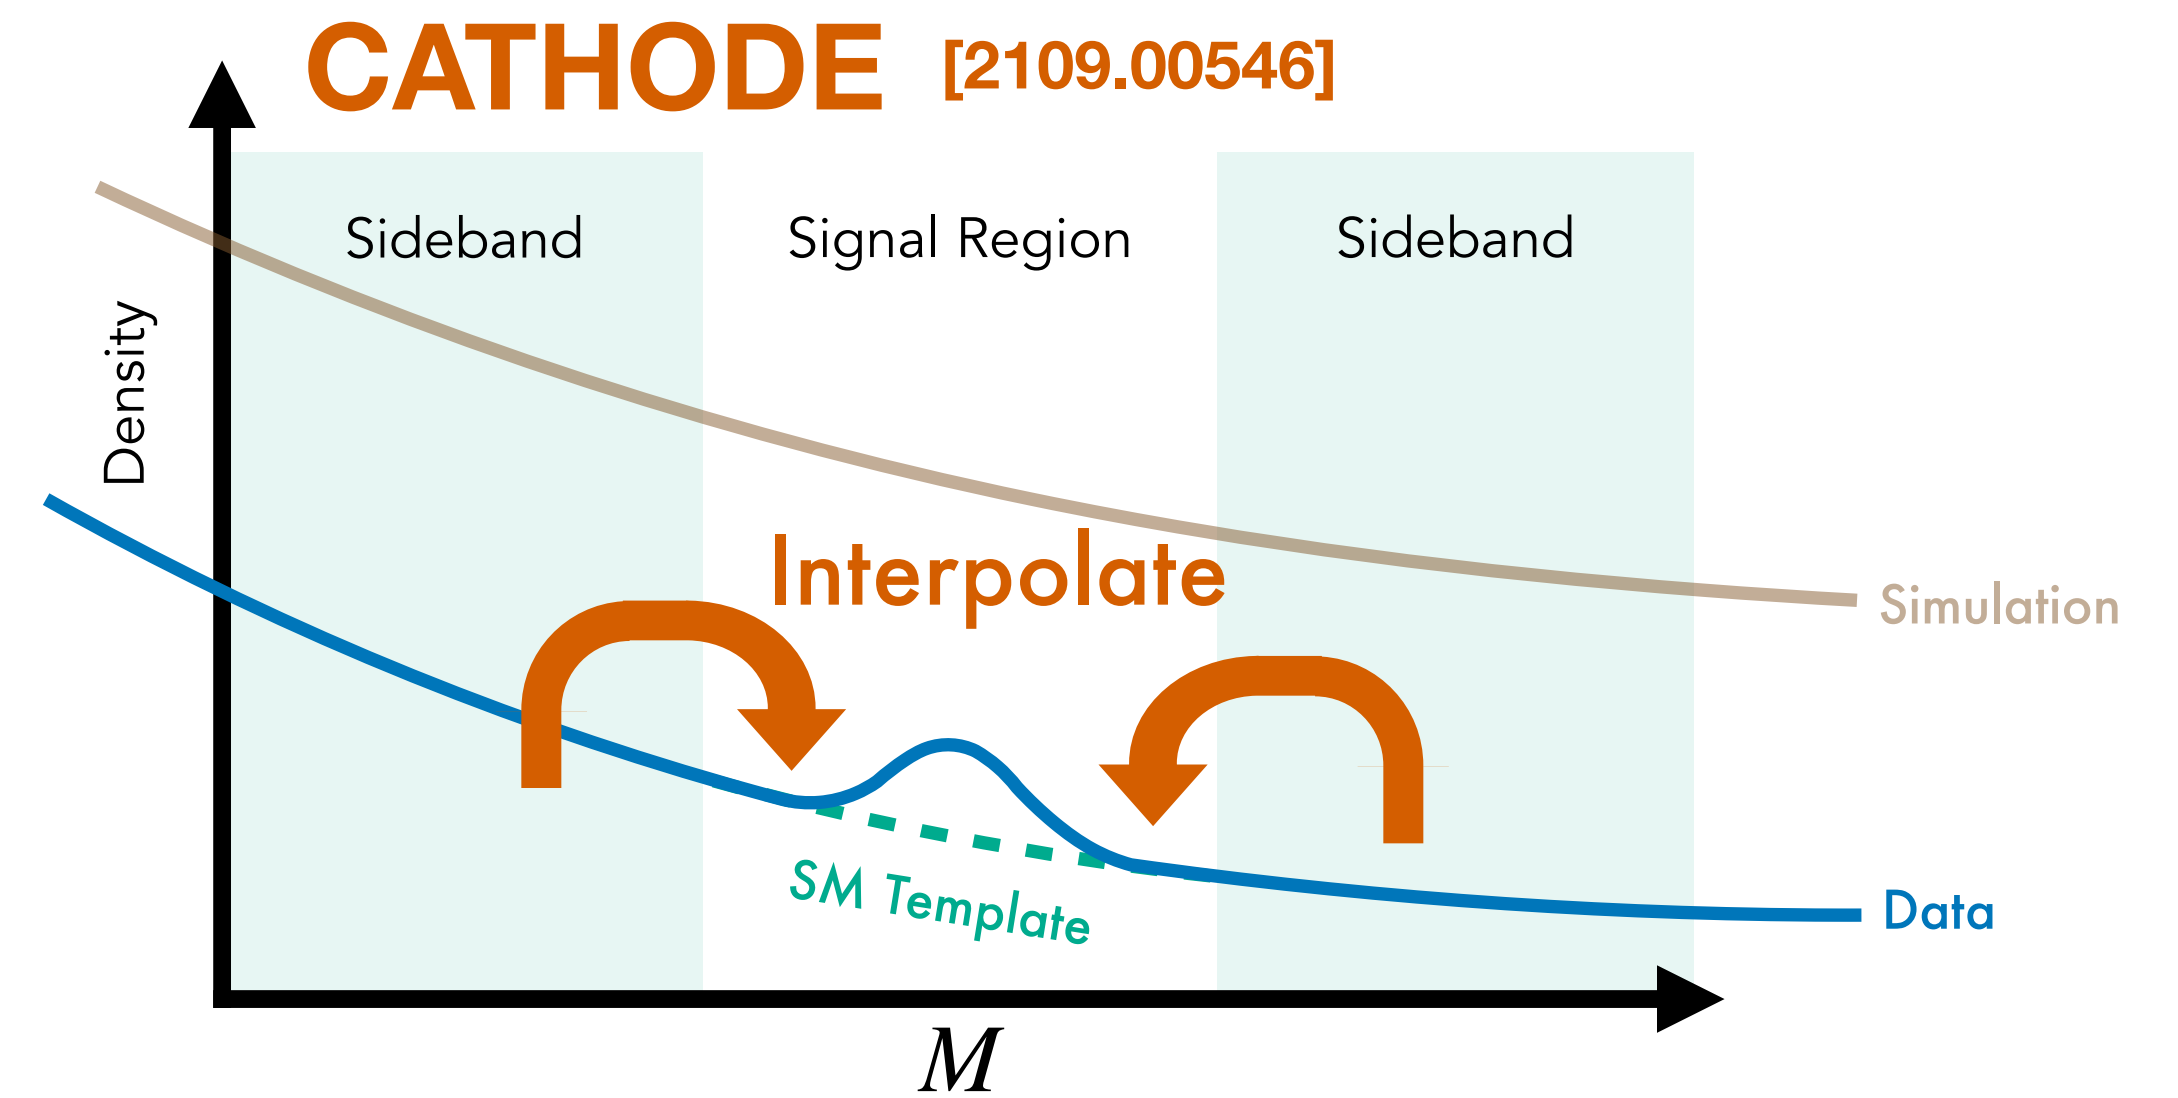 CATHODE [2109.00546]
Sideband
Signal Region
Sideband
Density
Interpolate
Simulation
SM Template
Data
M